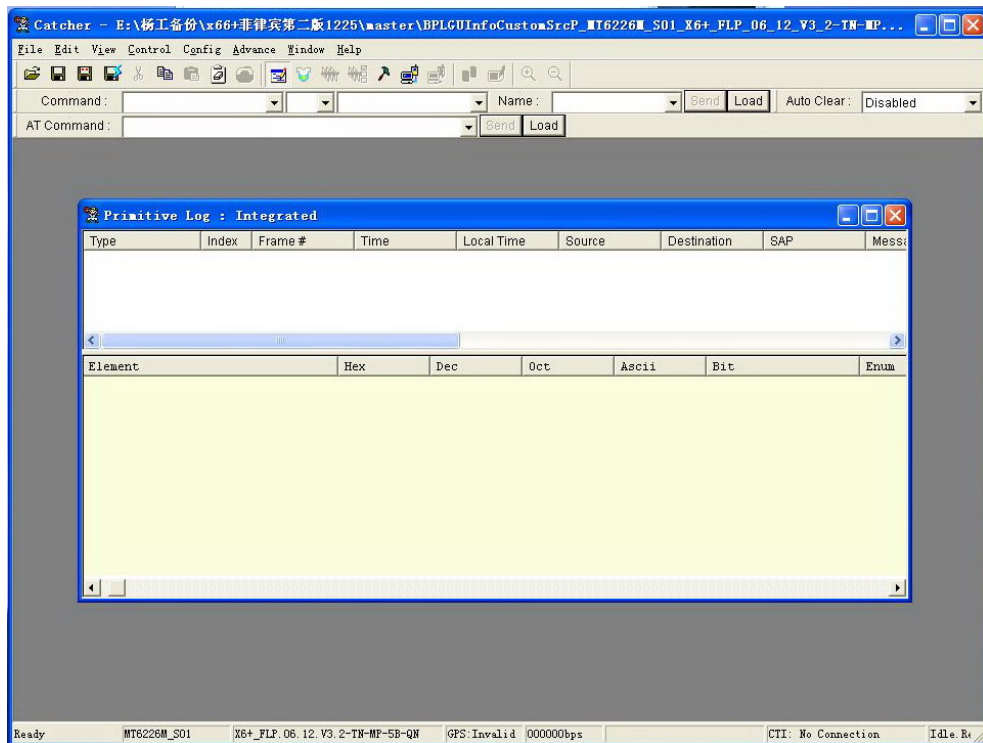 Catcher - E:\杨工备份\x66+菲律宾第二版1225\master\BPLGUInfoCustomSrcP_MT6226M_S01_X6+_FLP_06_12_V3_2-TN-MP...
File Edit View Control Config Advance Window Help
Command : Name : Send Load Auto Clear : Disabled
AT Command : Send Load
Primitive Log : Integrated
Type Index Frame # Time Local Time Source Destination SAP Messa
Element Hex Dec Oct Ascii Bit Enum
Ready MT6226M_S01 X6+_FLP.06.12.V3.2-TN-MP-5B-QN GPS:Invalid 000000bps CTI: No Connection Idle.Re